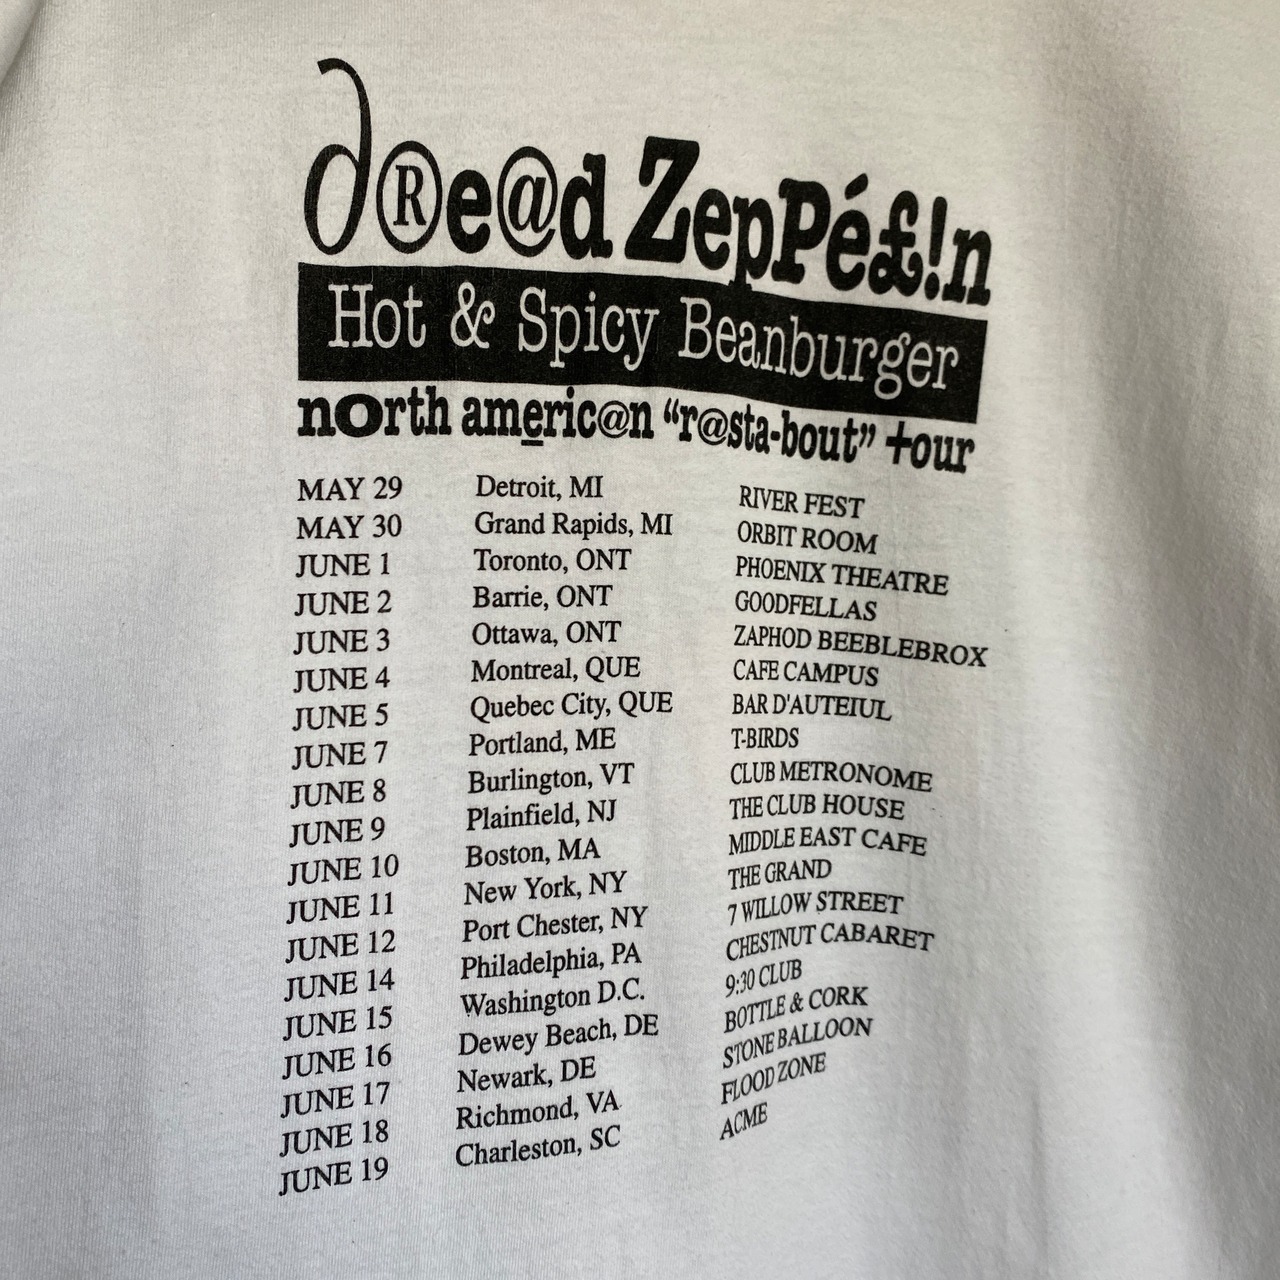 d®e@d ZepPé£!n
Hot & Spicy Beanburger
north americ@n “r@sta-bout” tour
MAY 29 Detroit, MI RIVER FEST
MAY 30 Grand Rapids, MI ORBIT ROOM
JUNE 1 Toronto, ONT PHOENIX THEATRE
JUNE 2 Barrie, ONT GOODFELLAS
JUNE 3 Ottawa, ONT ZAPHOD BEEBLEBROX
JUNE 4 Montreal, QUE CAFE CAMPUS
JUNE 5 Quebec City, QUE BAR D'AUTEIUL
JUNE 7 Portland, ME T-BIRDS
JUNE 8 Burlington, VT CLUB METRONOME
JUNE 9 Plainfield, NJ THE CLUB HOUSE
JUNE 10 Boston, MA MIDDLE EAST CAFE
JUNE 11 New York, NY THE GRAND
JUNE 12 Port Chester, NY 7 WILLOW STREET
JUNE 14 Philadelphia, PA CHESTNUT CABARET
JUNE 15 Washington D.C. 9:30 CLUB
JUNE 16 Dewey Beach, DE BOTTLE & CORK
JUNE 17 Newark, DE STONE BALLOON
JUNE 18 Richmond, VA FLOOD ZONE
JUNE 19 Charleston, SC ACME